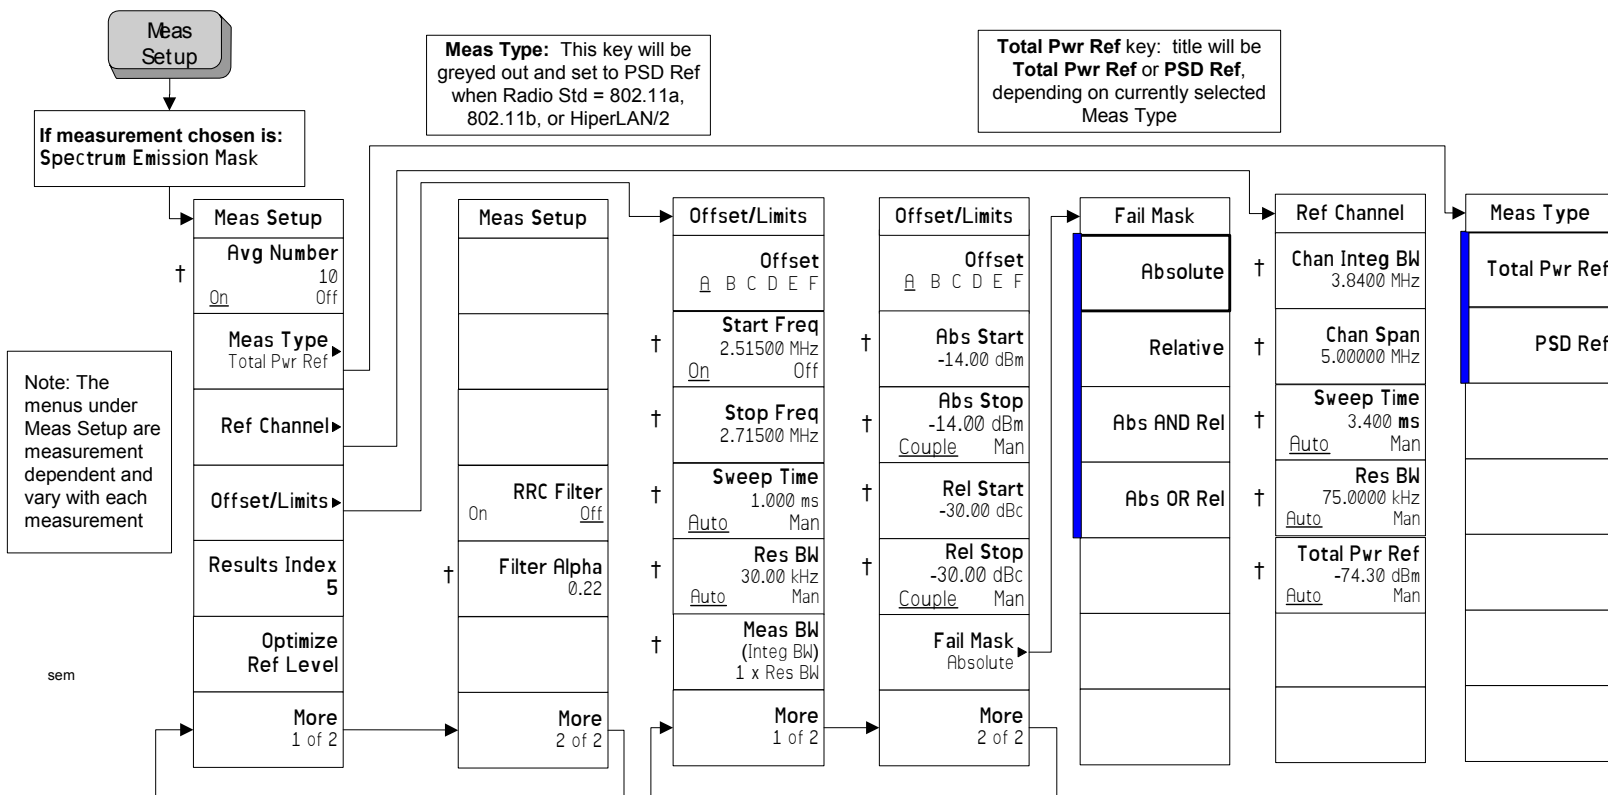 Meas
Setup
If measurement chosen is:
Spectrum Emission Mask
Meas Type: This key will be
greyed out and set to PSD Ref
when Radio Std = 802.11a,
802.11b, or HiperLAN/2
Total Pwr Ref key: title will be
Total Pwr Ref or PSD Ref,
depending on currently selected
Meas Type
Note: The
menus under
Meas Setup are
measurement
dependent and
vary with each
measurement
sem
Meas Setup
† Avg Number
10
On Off
Meas Type
Total Pwr Ref
Ref Channel
Offset/Limits
Results Index
5
Optimize
Ref Level
More
1 of 2
Meas Setup
RRC Filter
On Off
† Filter Alpha
0.22
More
2 of 2
Offset/Limits
Offset
A B C D E F
† Start Freq
2.51500 MHz
On Off
† Stop Freq
2.71500 MHz
† Sweep Time
1.000 ms
Auto Man
† Res BW
30.00 kHz
Auto Man
† Meas BW
(Integ BW)
1 x Res BW
More
1 of 2
Offset/Limits
Offset
A B C D E F
† Abs Start
-14.00 dBm
† Abs Stop
-14.00 dBm
Couple Man
† Rel Start
-30.00 dBc
† Rel Stop
-30.00 dBc
Couple Man
Fail Mask
Absolute
More
2 of 2
Fail Mask
Absolute
Relative
Abs AND Rel
Abs OR Rel
Ref Channel
† Chan Integ BW
3.8400 MHz
† Chan Span
5.00000 MHz
† Sweep Time
3.400 ms
Auto Man
† Res BW
75.0000 kHz
Auto Man
† Total Pwr Ref
-74.30 dBm
Auto Man
Meas Type
Total Pwr Ref
PSD Ref